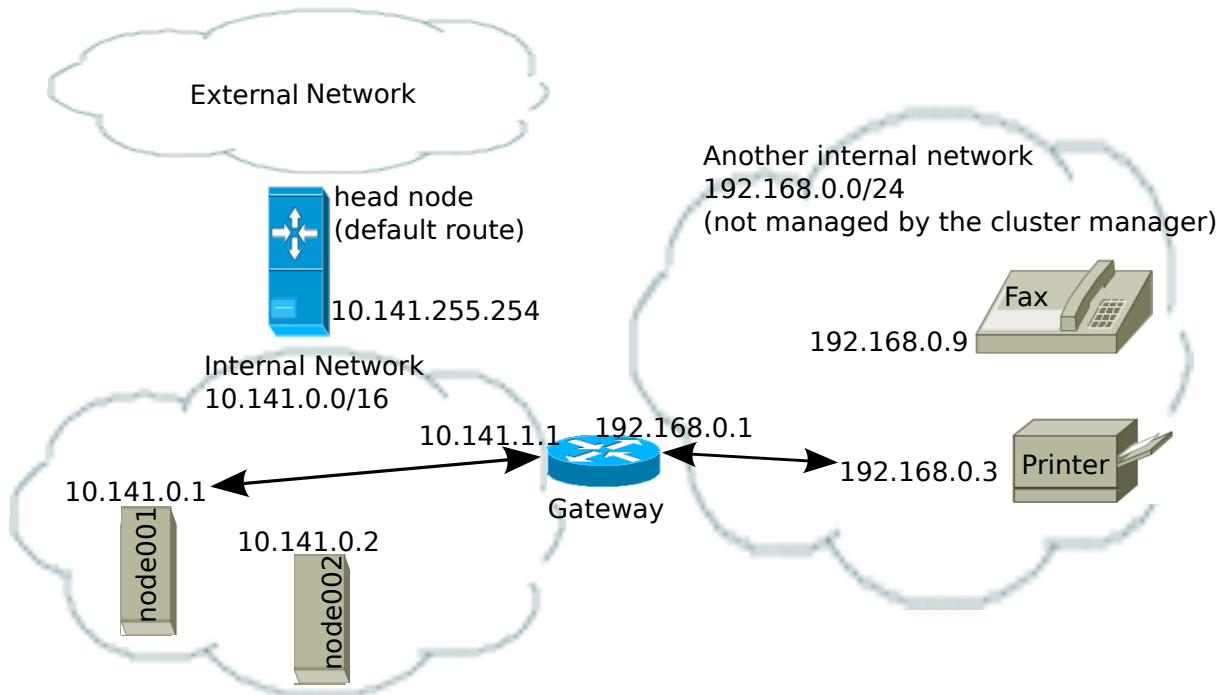 External Network
head node
(default route)
10.141.255.254
Another internal network
192.168.0.0/24
(not managed by the cluster manager)
Fax
192.168.0.9
Internal Network
10.141.0.0/16
10.141.1.1
192.168.0.1
Gateway
192.168.0.3
Printer
10.141.0.1
node001
10.141.0.2
node002